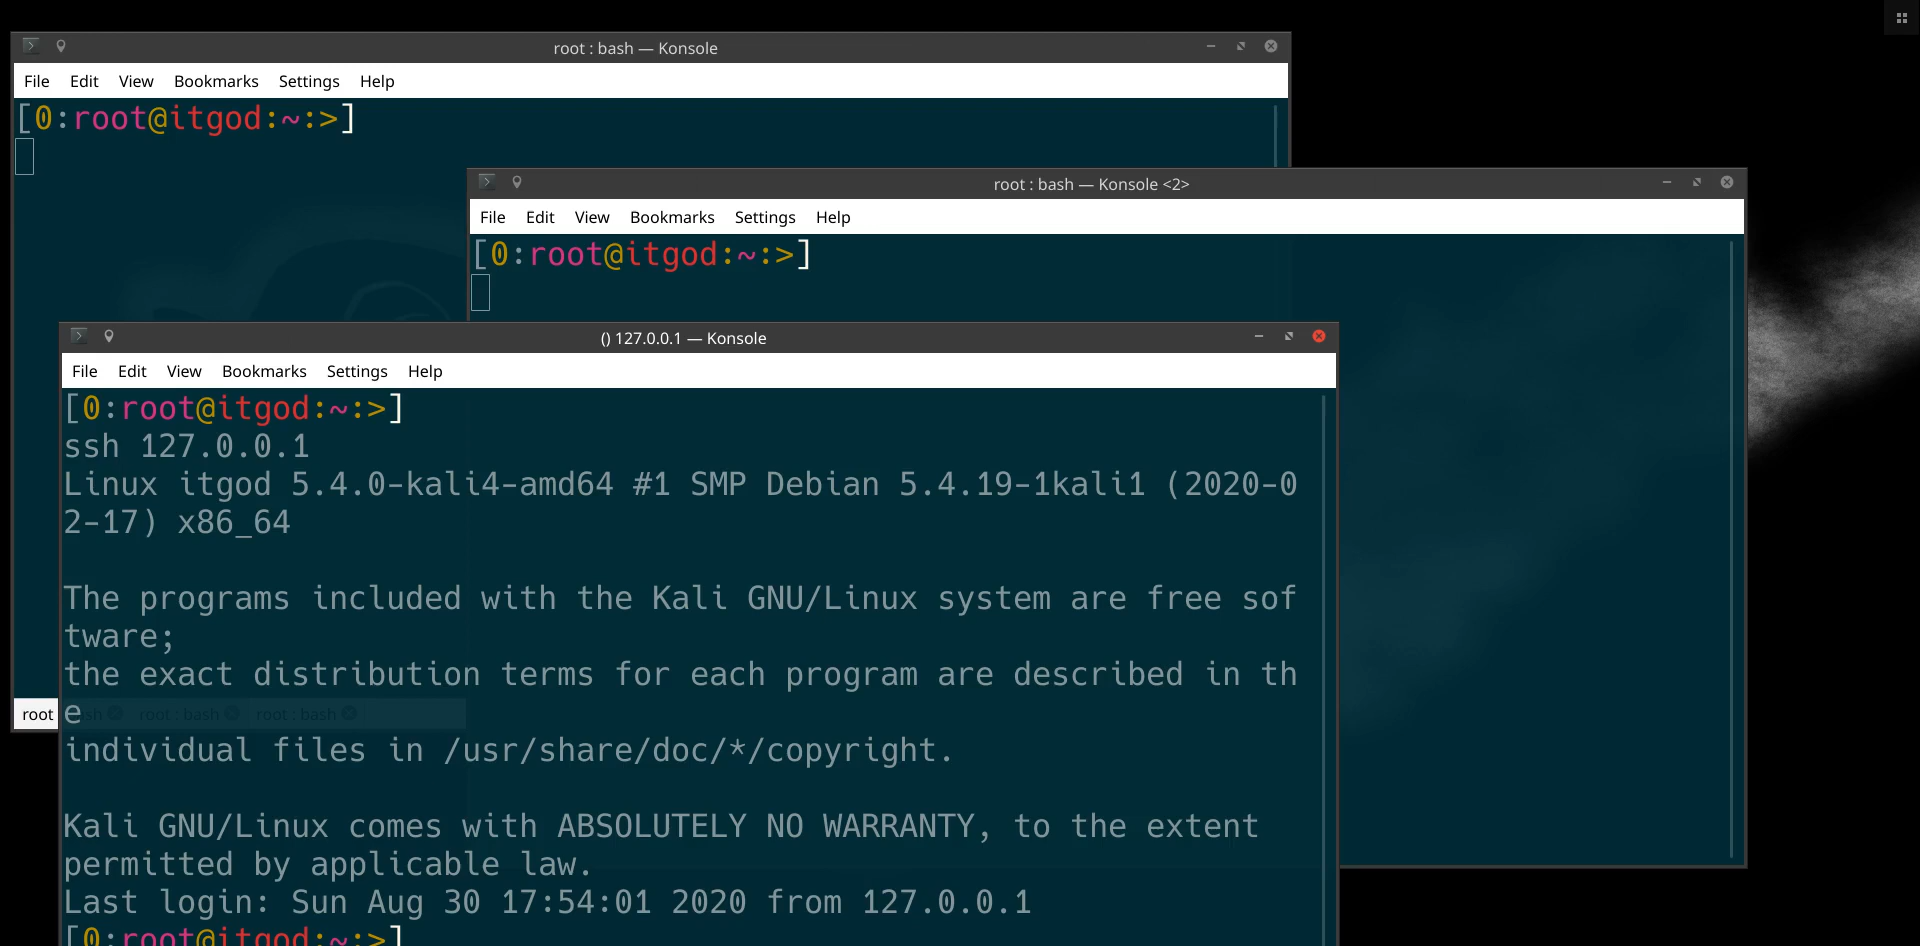 root : bash — Konsole
File Edit View Bookmarks Settings Help
[0:root@itgod:~:>]
root : bash — Konsole <2>
File Edit View Bookmarks Settings Help
[0:root@itgod:~:>]
() 127.0.0.1 — Konsole
File Edit View Bookmarks Settings Help
[0:root@itgod:~:>]
ssh 127.0.0.1
Linux itgod 5.4.0-kali4-amd64 #1 SMP Debian 5.4.19-1kali1 (2020-0
2-17) x86_64
The programs included with the Kali GNU/Linux system are free sof
tware;
the exact distribution terms for each program are described in th
e
root sh root : bash root : bash
individual files in /usr/share/doc/*/copyright.
Kali GNU/Linux comes with ABSOLUTELY NO WARRANTY, to the extent
permitted by applicable law.
Last login: Sun Aug 30 17:54:01 2020 from 127.0.0.1
[0:root@itgod:~:>]